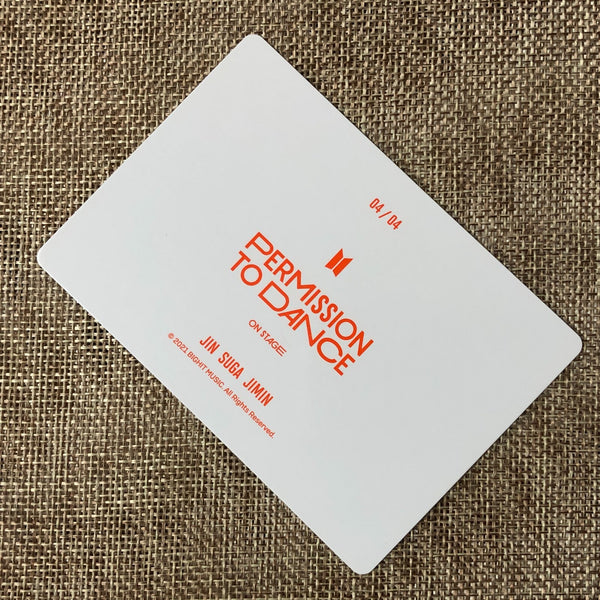 04/04
PERMISSION
TO DANCE
ON STAGE
JIN SUGA JIMIN
© 2021 BIGHIT MUSIC. All Rights Reserved.